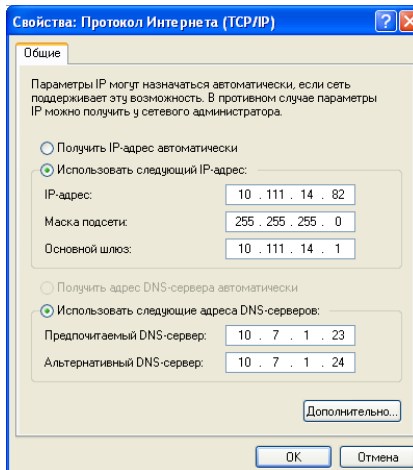 Свойства: Протокол Интернета (TCP/IP)
Общие
Параметры IP могут назначаться автоматически, если сеть
поддерживает эту возможность. В противном случае параметры
IP можно получить у сетевого администратора.
Получить IP-адрес автоматически
Использовать следующий IP-адрес:
IP-адрес: 10 . 111 . 14 . 82
Маска подсети: 255 . 255 . 255 . 0
Основной шлюз: 10 . 111 . 14 . 1
Получить адрес DNS-сервера автоматически
Использовать следующие адреса DNS-серверов:
Предпочитаемый DNS-сервер: 10 . 7 . 1 . 23
Альтернативный DNS-сервер: 10 . 7 . 1 . 24
Дополнительно...
OK Отмена